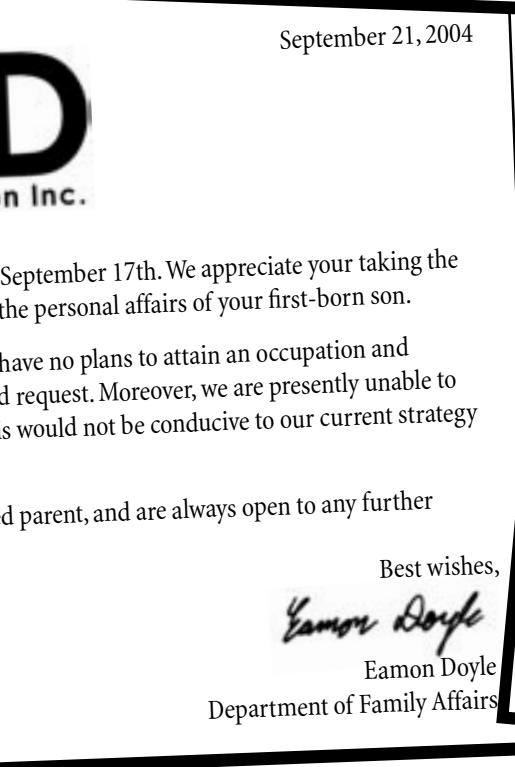 September 21, 2004
D
n Inc.
September 17th. We appreciate your taking the
the personal affairs of your first-born son.
have no plans to attain an occupation and
d request. Moreover, we are presently unable to
s would not be conducive to our current strategy
ed parent, and are always open to any further
Best wishes,
Eamon Doyle
Eamon Doyle
Department of Family Affairs